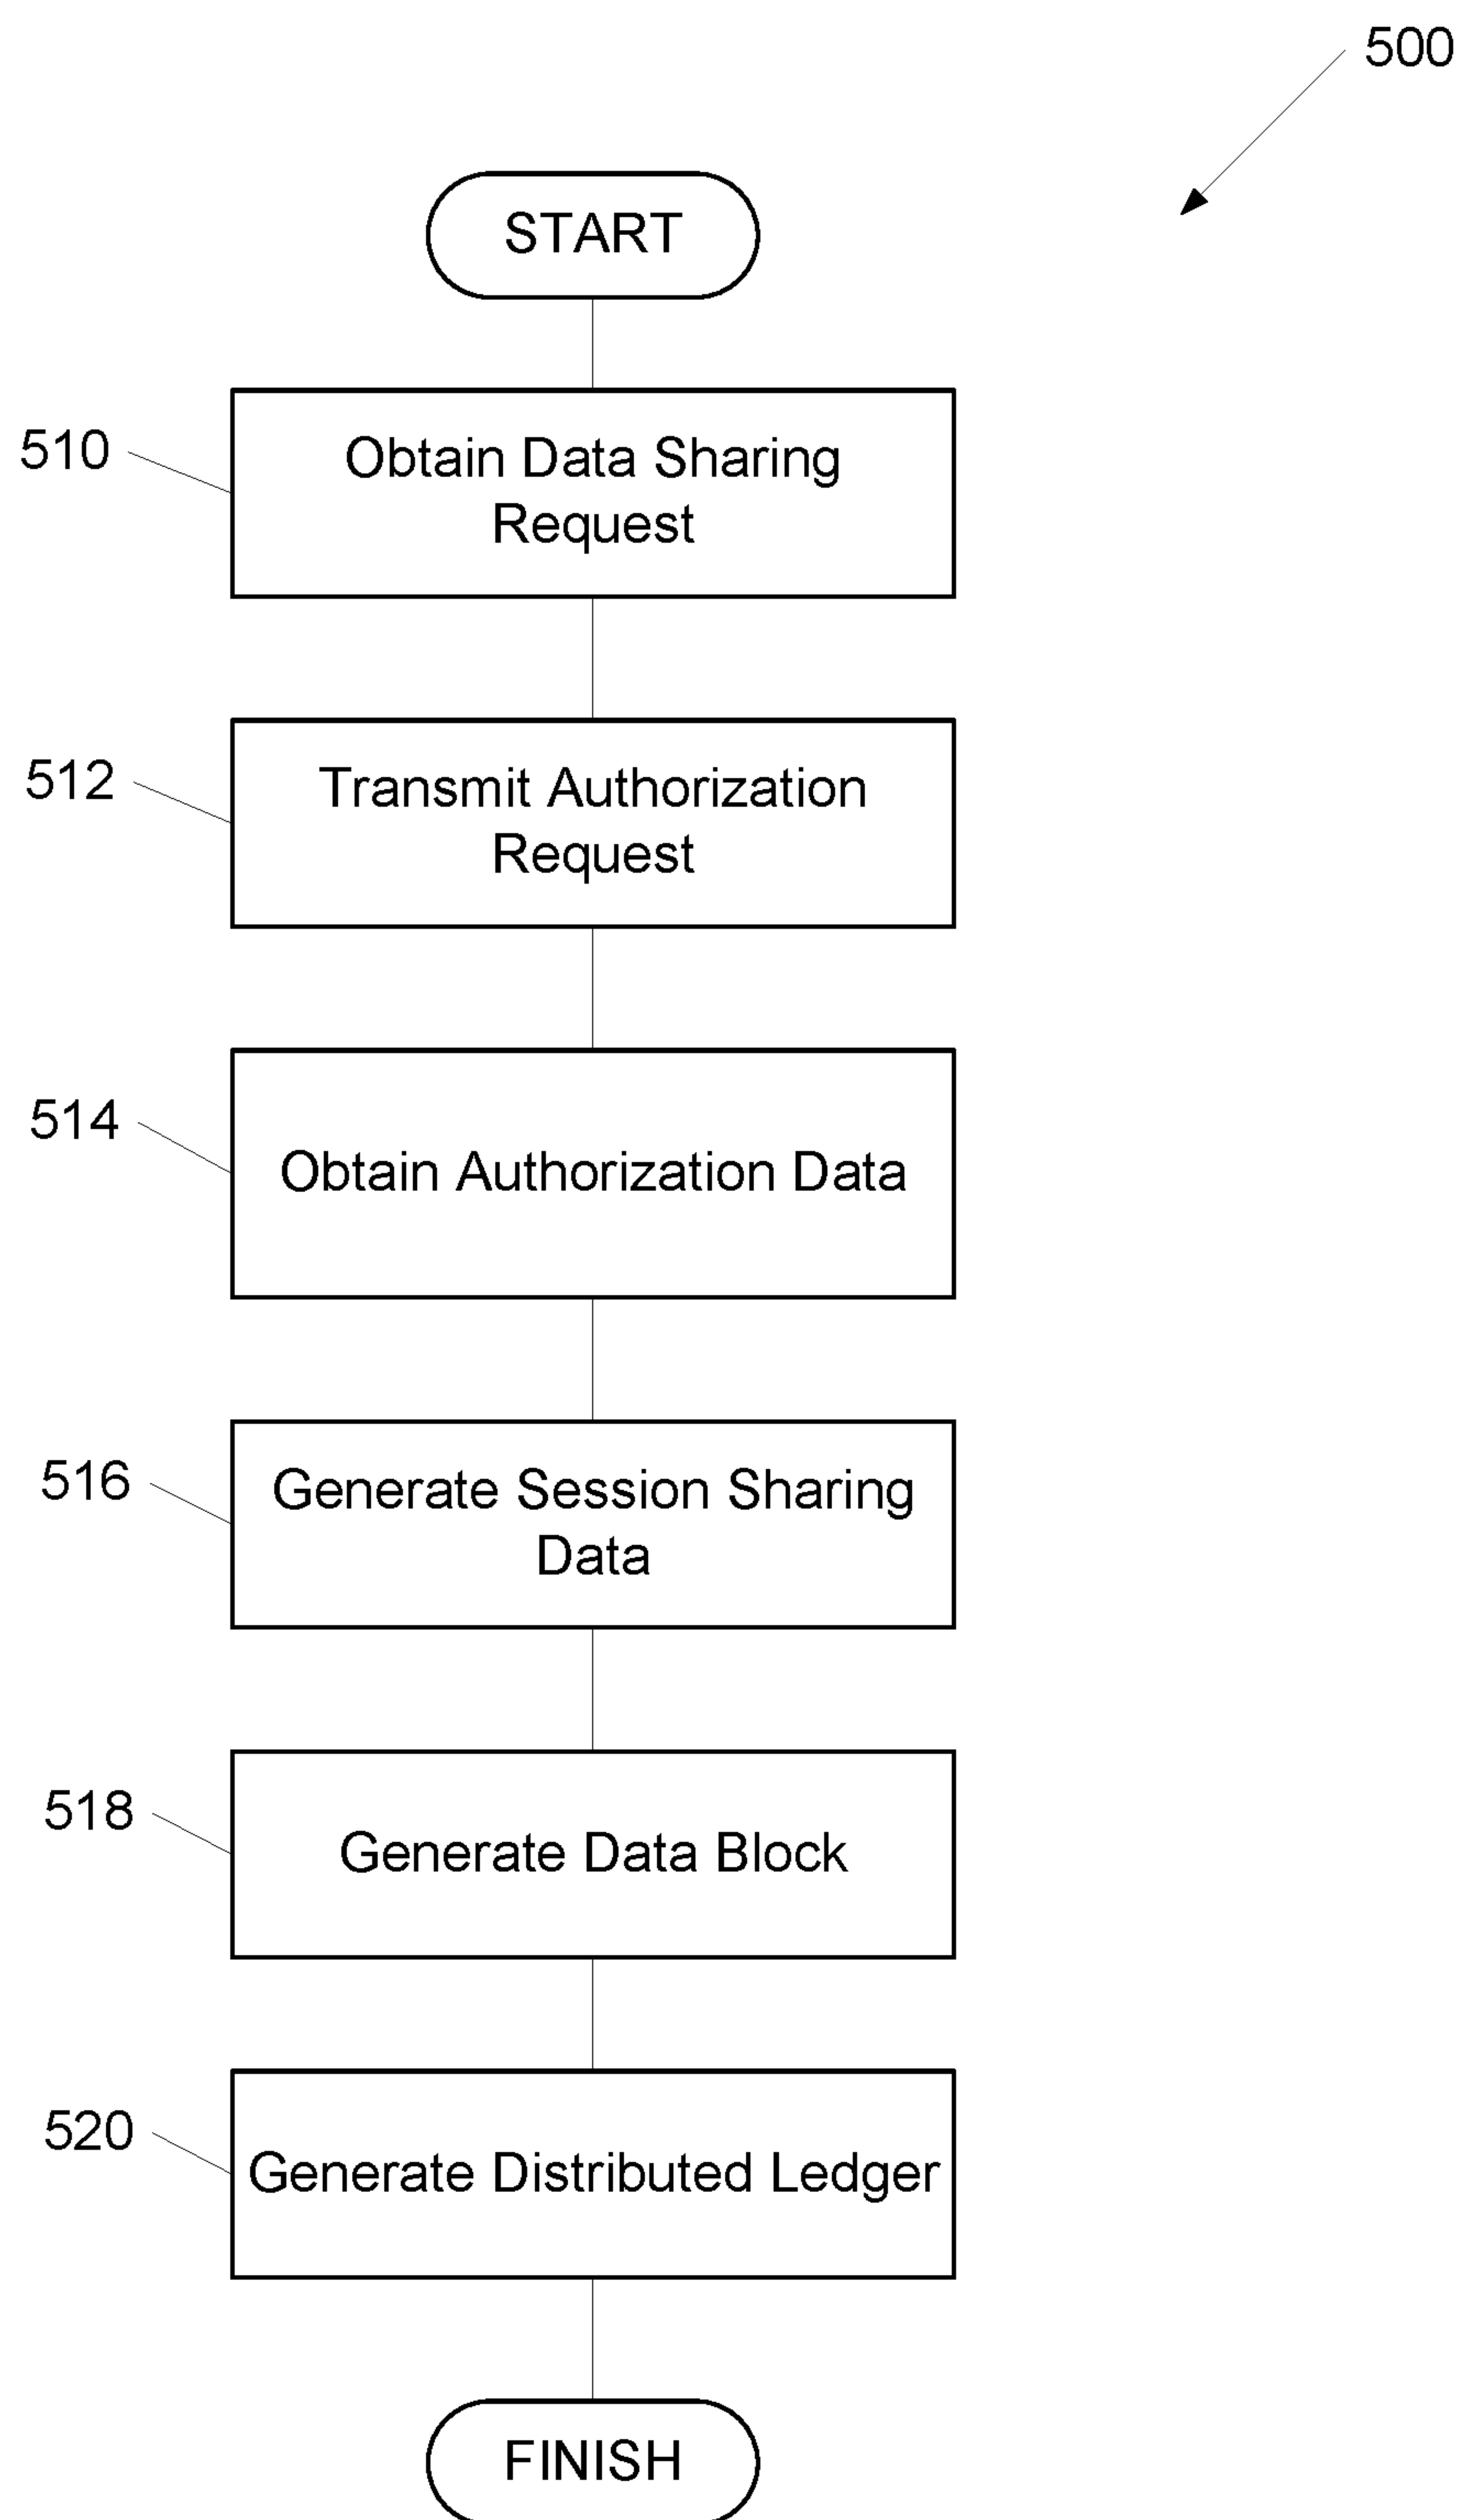 500
START
510
Obtain Data Sharing
Request
512
Transmit Authorization
Request
514
Obtain Authorization Data
516
Generate Session Sharing
Data
518
Generate Data Block
520
Generate Distributed Ledger
FINISH